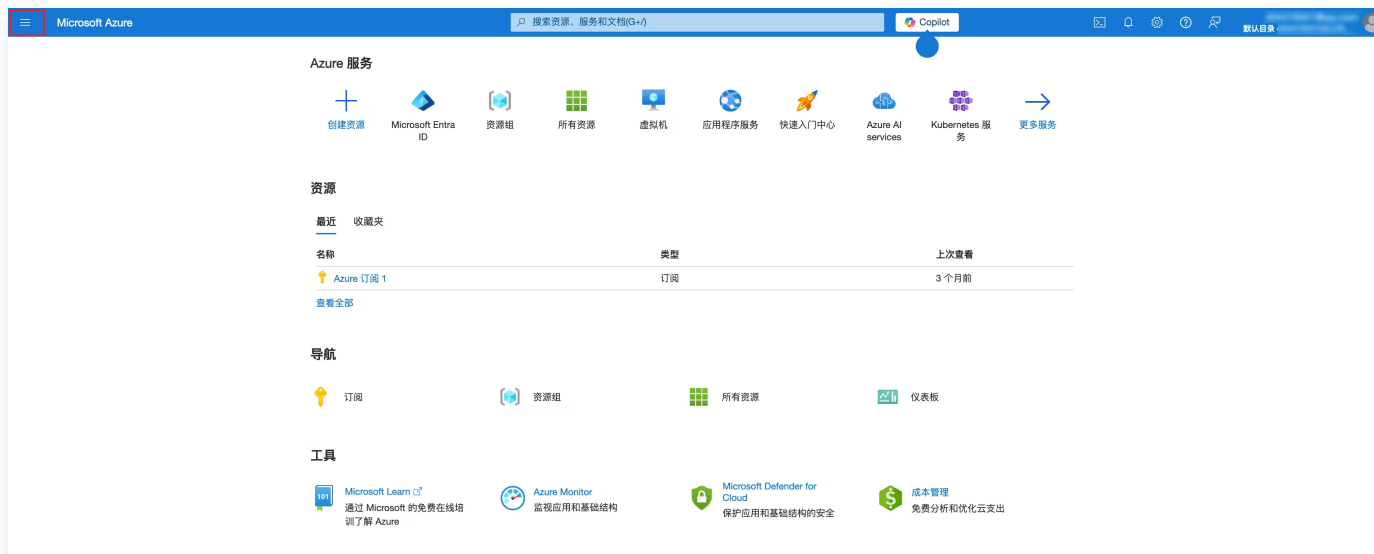 Microsoft Azure
搜索资源、服务和文档(G+/)
Copilot
默认目录
Azure 服务
创建资源
Microsoft Entra
ID
资源组
所有资源
虚拟机
应用程序服务
快速入门中心
Azure AI
services
Kubernetes 服
务
更多服务
资源
最近
收藏夹
名称
类型
上次查看
Azure 订阅 1
订阅
3 个月前
查看全部
导航
订阅
资源组
所有资源
仪表板
工具
101
Microsoft Learn
通过 Microsoft 的免费在线培
训了解 Azure
Azure Monitor
监视应用和基础结构
Microsoft Defender for
Cloud
保护应用和基础结构的安全
成本管理
免费分析和优化云支出